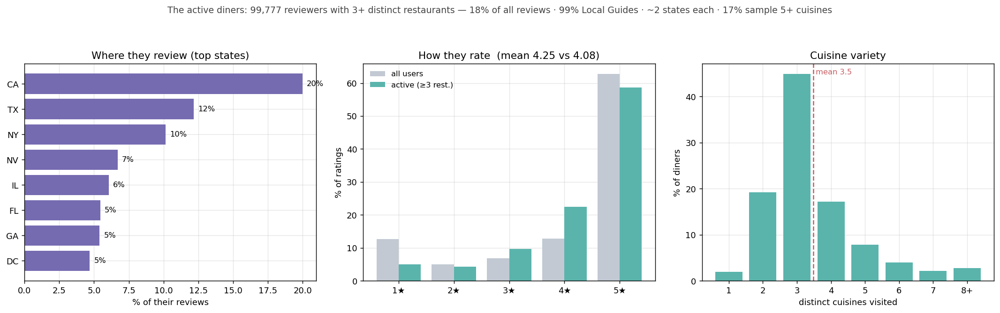 The active diners: 99,777 reviewers with 3+ distinct restaurants — 18% of all reviews · 99% Local Guides · ~2 states each · 17% sample 5+ cuisines
Where they review (top states)
CA
TX
NY
NV
IL
FL
GA
DC
20%
12%
10%
7%
6%
5%
5%
5%
0.0 2.5 5.0 7.5 10.0 12.5 15.0 17.5 20.0
% of their reviews
How they rate (mean 4.25 vs 4.08)
all users
active (≥3 rest.)
% of ratings
60
50
40
30
20
10
0
1★ 2★ 3★ 4★ 5★
Cuisine variety
mean 3.5
% of diners
40
30
20
10
0
1 2 3 4 5 6 7 8+
distinct cuisines visited